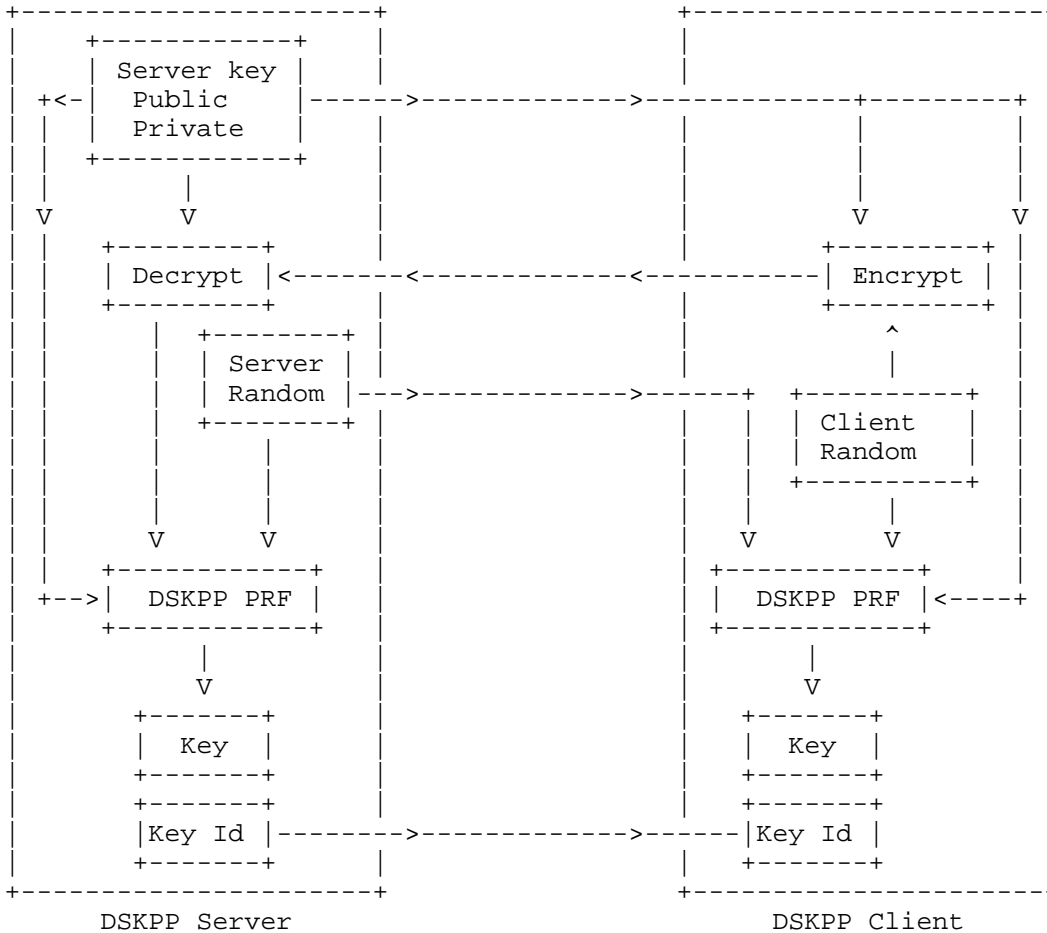 Server key
Public
Private
Decrypt
Encrypt
Server
Random
Client
Random
DSKPP PRF
DSKPP PRF
Key
Key
Key Id
Key Id
DSKPP Server
DSKPP Client